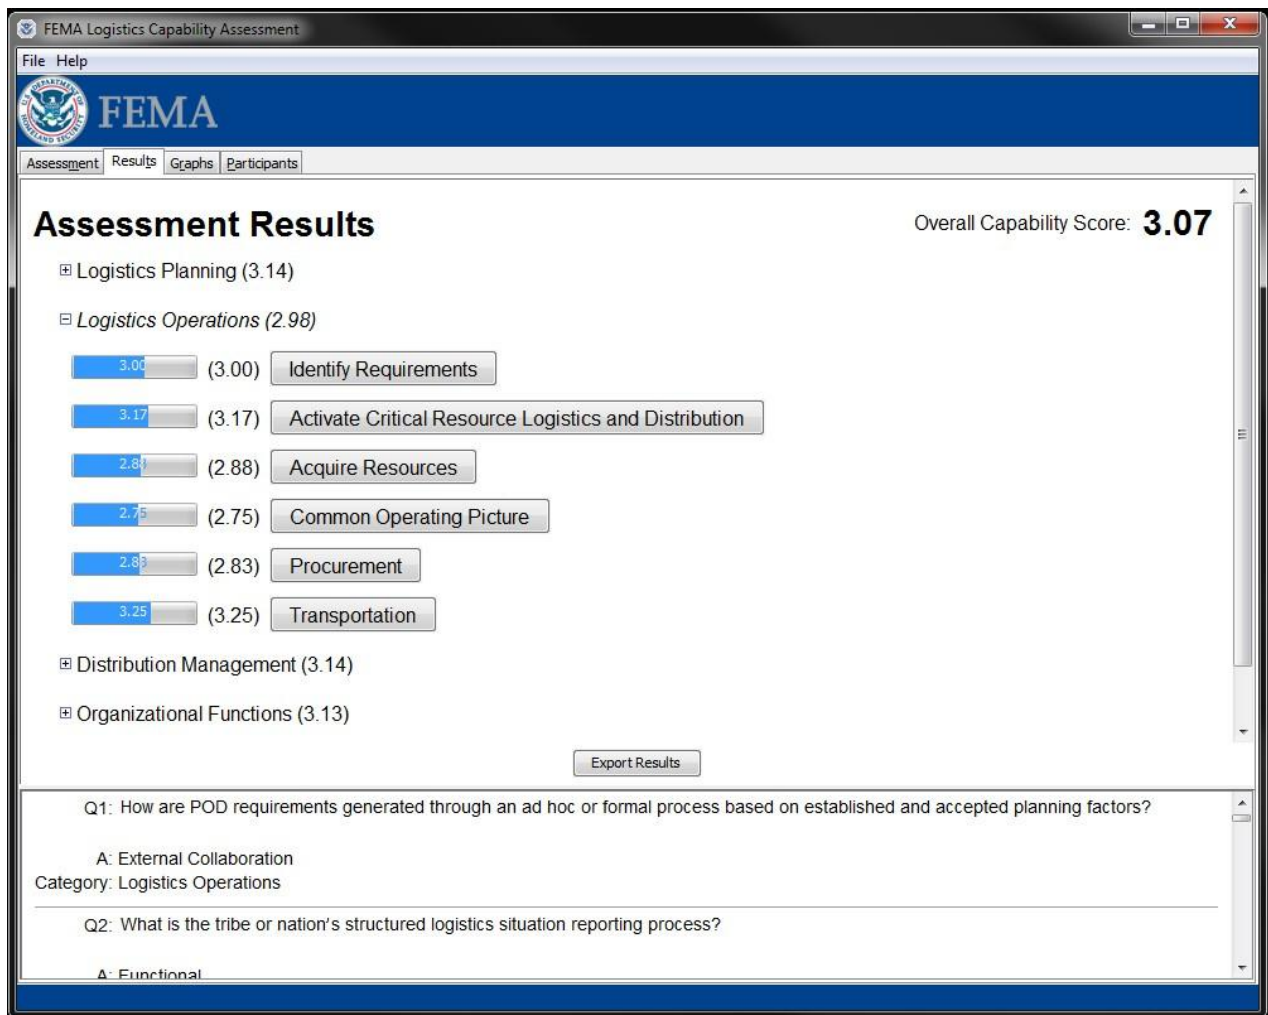 FEMA Logistics Capability Assessment
File Help
FEMA
Assessment Results Graphs Participants
Assessment Results
Overall Capability Score: 3.07
Logistics Planning (3.14)
Logistics Operations (2.98)
3.00 (3.00) Identify Requirements
3.17 (3.17) Activate Critical Resource Logistics and Distribution
2.88 (2.88) Acquire Resources
2.75 (2.75) Common Operating Picture
2.83 (2.83) Procurement
3.25 (3.25) Transportation
Distribution Management (3.14)
Organizational Functions (3.13)
Export Results
Q1: How are POD requirements generated through an ad hoc or formal process based on established and accepted planning factors?
A: External Collaboration
Category: Logistics Operations
Q2: What is the tribe or nation's structured logistics situation reporting process?
A: Functional